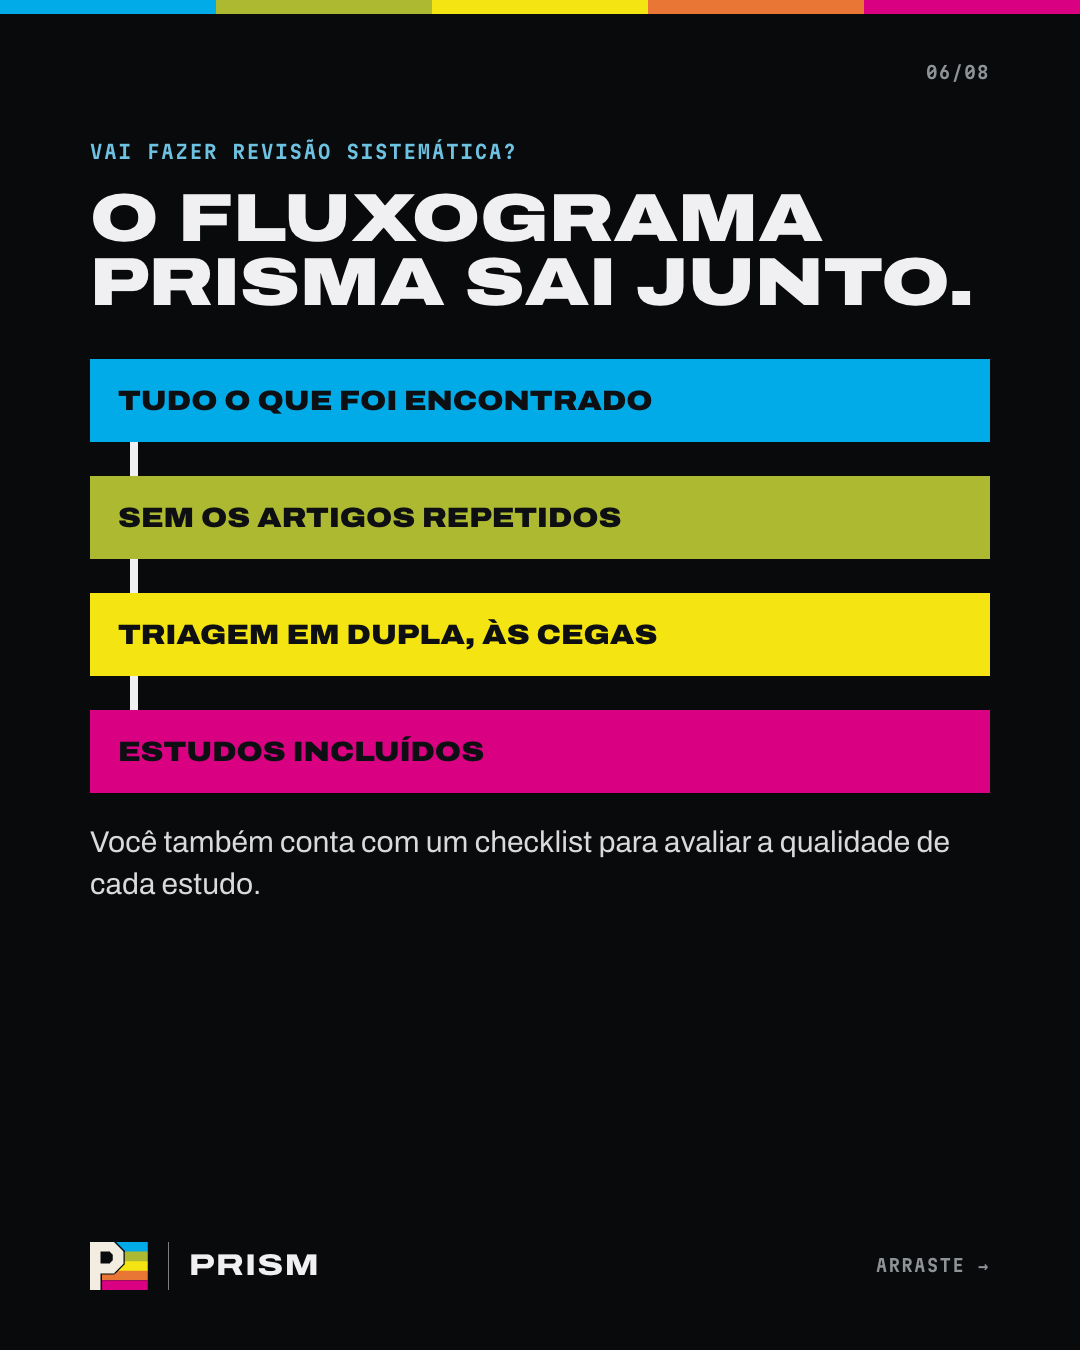 06/08
VAI FAZER REVISÃO SISTEMÁTICA?
O FLUXOGRAMA
PRISMA SAI JUNTO.
TUDO O QUE FOI ENCONTRADO
SEM OS ARTIGOS REPETIDOS
TRIAGEM EM DUPLA, ÀS CEGAS
ESTUDOS INCLUÍDOS
Você também conta com um checklist para avaliar a qualidade de
cada estudo.
P
PRISM
ARRASTE →